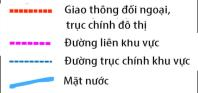 Giao thông đối ngoại,
trục chính đô thị
Đường liên khu vực
Đường trục chính khu vực
Mặt nước